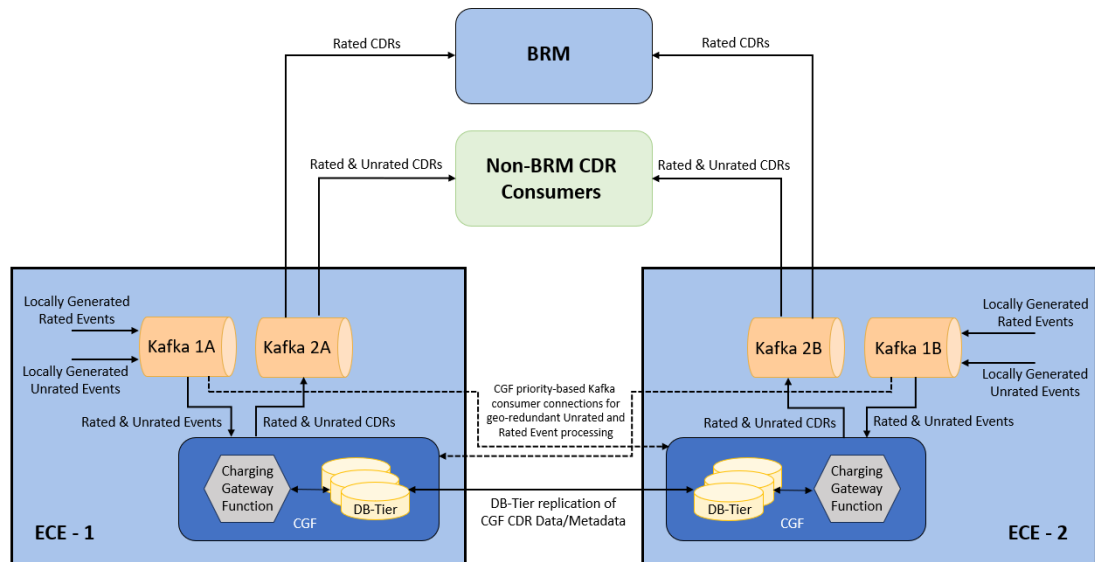 Rated CDRs
BRM
Rated CDRs
Rated & Unrated CDRs
Non-BRM CDR
Consumers
Rated & Unrated CDRs
Locally Generated
Rated Events
Kafka 1A
Kafka 2A
Locally Generated
Unrated Events
Kafka 2B
Kafka 1B
Locally Generated
Rated Events
Locally Generated
Unrated Events
CGF priority-based Kafka
consumer connections for
geo-redundant Unrated and
Rated Event processing
Rated & Unrated Events
Rated & Unrated CDRs
Rated & Unrated CDRs
Rated & Unrated Events
Charging
Gateway
Function
DB-Tier
CGF
ECE - 1
DB-Tier replication of
CGF CDR Data/Metadata
DB-Tier
Charging
Gateway
Function
CGF
ECE - 2